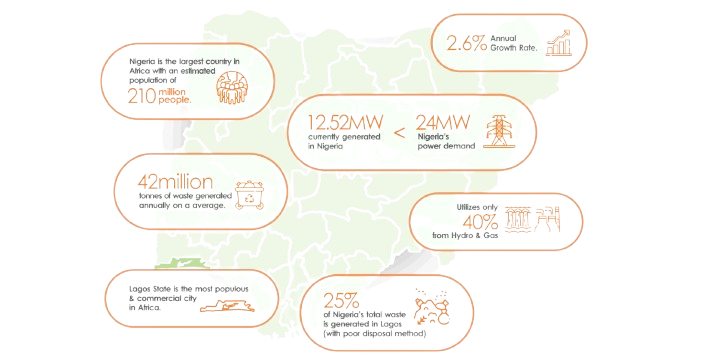 2.6% Annual
Growth Rate.
Nigeria is the largest country in
Africa with an estimated
population of
210 million
people.
12.52MW < 24MW
currently generated
in Nigeria
Nigeria's
power demand
42million
tonnes of waste generated
annually on a average.
Utilizes only
40%
from Hydro & Gas
Lagos State is the most populous
& commercial city
in Africa.
25%
of Nigeria's total waste
is generated in Lagos
(with poor disposal method)